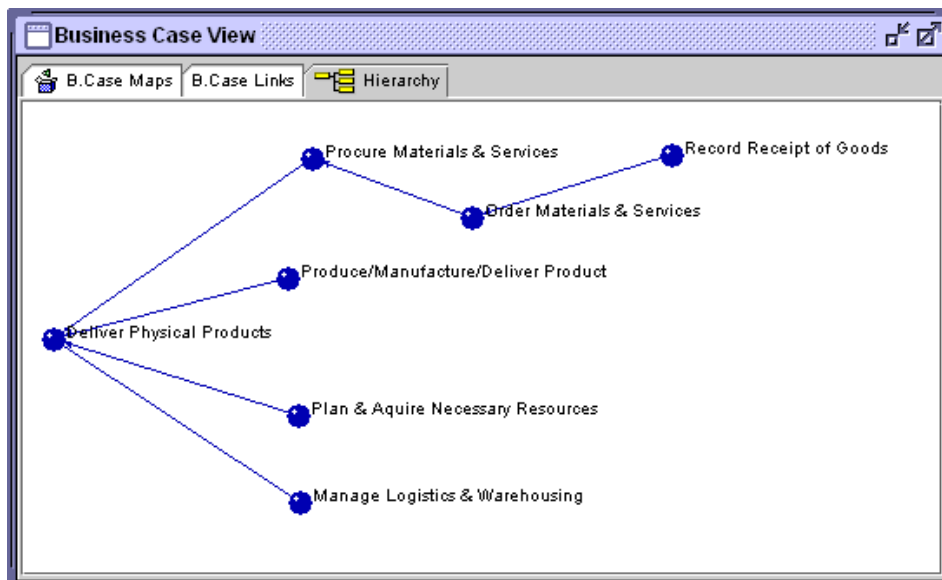 Business Case View
B.Case Maps B.Case Links Hierarchy
Procure Materials & Services
Record Receipt of Goods
Order Materials & Services
Produce/Manufacture/Deliver Product
Deliver Physical Products
Plan & Aquire Necessary Resources
Manage Logistics & Warehousing